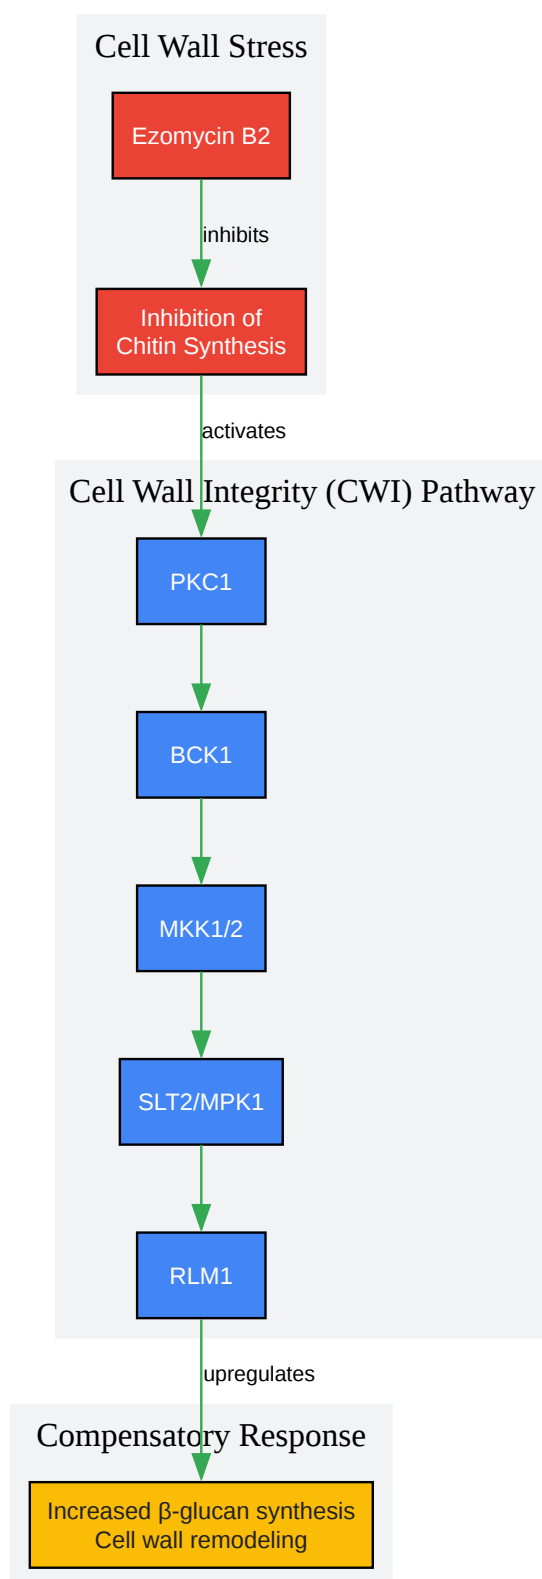 Cell Wall Stress
Ezomycin B2
inhibits
Inhibition of
Chitin Synthesis
activates
Cell Wall Integrity (CWI) Pathway
PKC1
BCK1
MKK1/2
SLT2/MPK1
RLM1
upregulates
Compensatory Response
Increased β-glucan synthesis
Cell wall remodeling